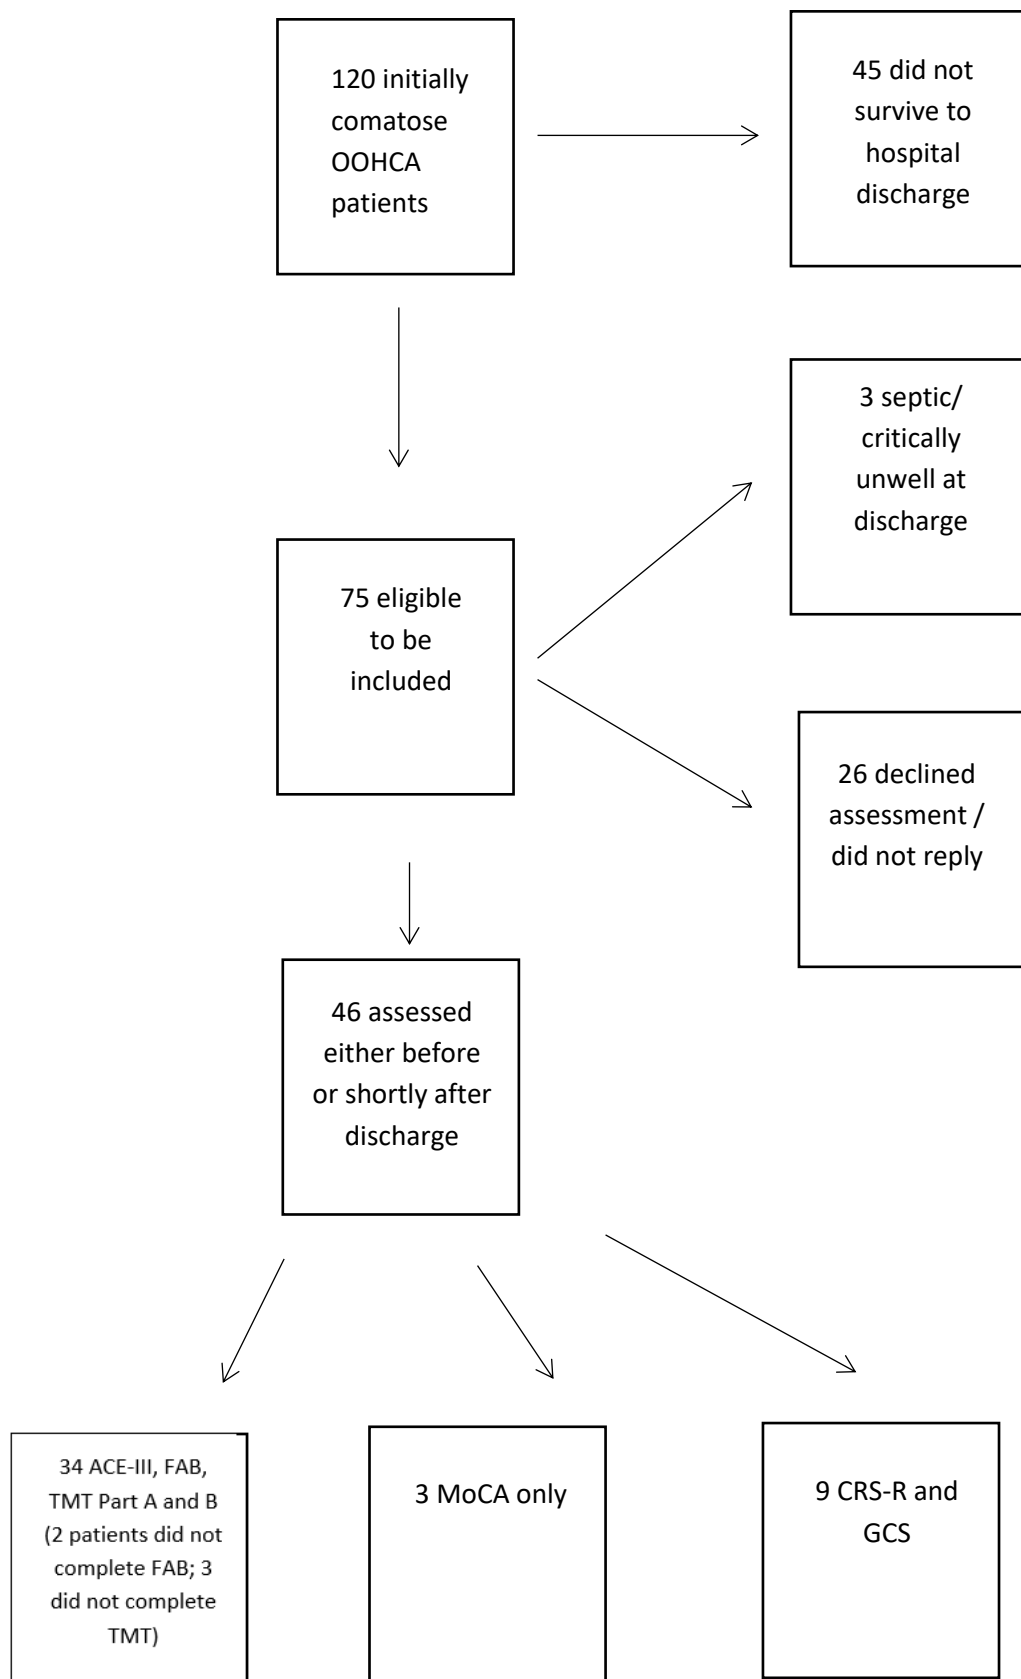 120 initially
comatose
OOHCA
patients
45 did not
survive to
hospital
discharge
3 septic/
critically
unwell at
discharge
75 eligible
to be
included
26 declined
assessment /
did not reply
46 assessed
either before
or shortly after
discharge
34 ACE-III, FAB,
TMT Part A and B
(2 patients did not
complete FAB; 3
did not complete
TMT)
3 MoCA only
9 CRS-R and
GCS